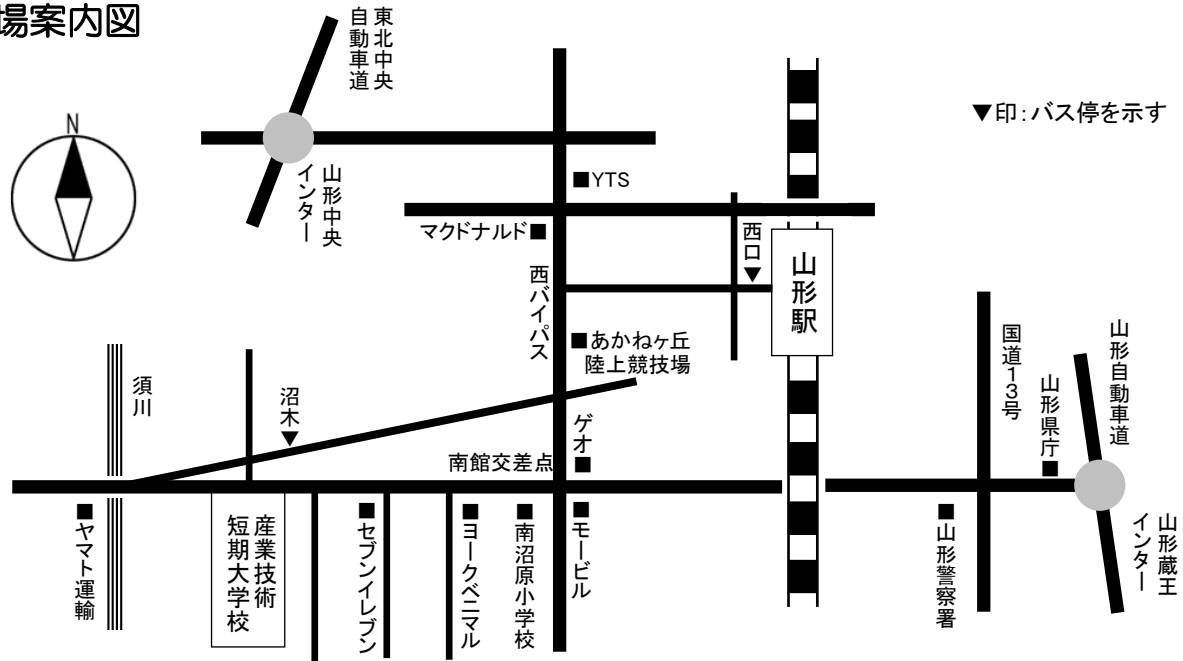 場案内図
東北中央
自動車道
N
▼印：バス停を示す
山形中央
インター
■YTS
マクドナルド■
西口▼
山形駅
西バイパス
■あかねヶ丘
陸上競技場
国道13号
山形自動車道
山形県庁■
須川
沼木▼
ゲオ■
南館交差点
■ヤマト運輸
産業技術
短期大学校
■セブンイレブン
■ヨークベニマル
■南沼原小学校
■モービル
■山形警察署
山形蔵王
インター